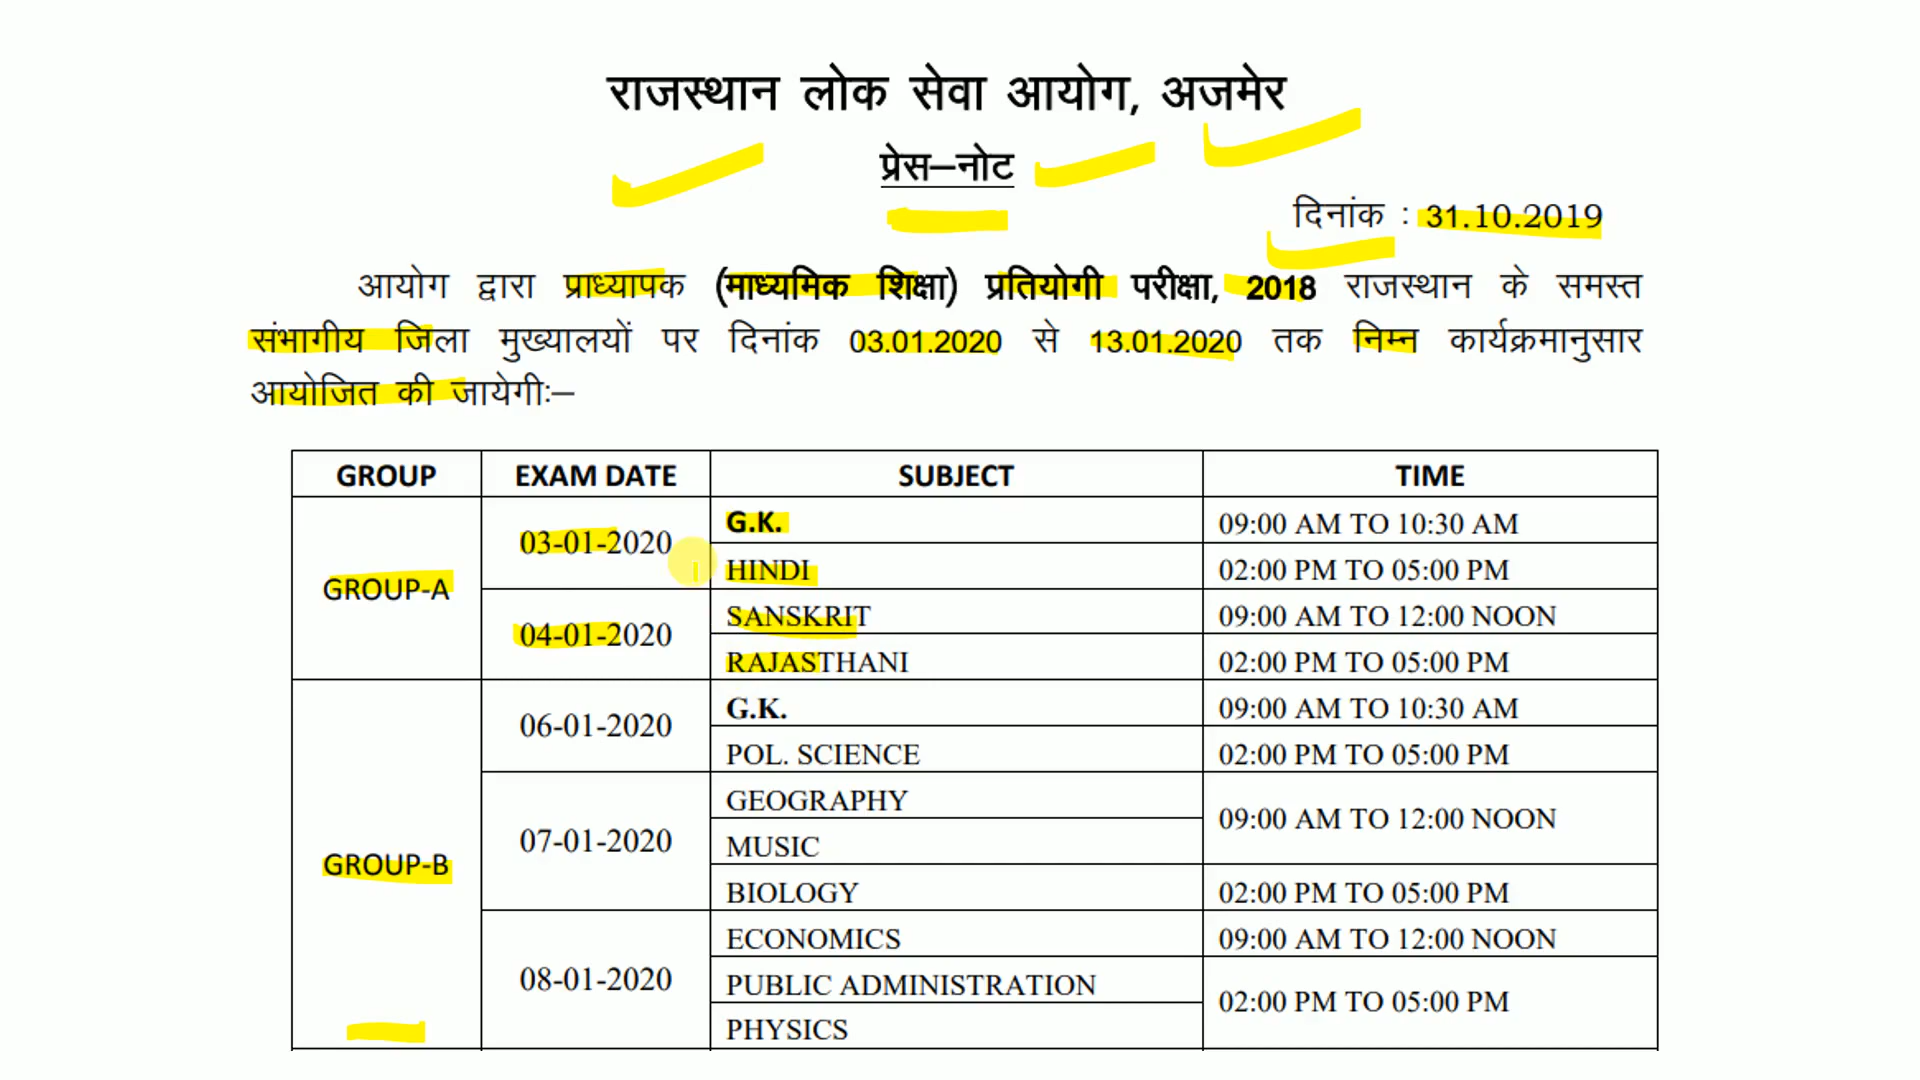 राजस्थान लोक सेवा आयोग, अजमेर
प्रेस–नोट
दिनांक : 31.10.2019
आयोग द्वारा प्राध्यापक (माध्यमिक शिक्षा) प्रतियोगी परीक्षा, 2018 राजस्थान के समस्त
संभागीय जिला मुख्यालयों पर दिनांक 03.01.2020 से 13.01.2020 तक निम्न कार्यक्रमानुसार
आयोजित की जायेगीः–
GROUP EXAM DATE SUBJECT TIME
GROUP-A 03-01-2020 G.K. 09:00 AM TO 10:30 AM
HINDI 02:00 PM TO 05:00 PM
04-01-2020 SANSKRIT 09:00 AM TO 12:00 NOON
RAJASTHANI 02:00 PM TO 05:00 PM
GROUP-B 06-01-2020 G.K. 09:00 AM TO 10:30 AM
POL. SCIENCE 02:00 PM TO 05:00 PM
07-01-2020 GEOGRAPHY 09:00 AM TO 12:00 NOON
MUSIC
BIOLOGY 02:00 PM TO 05:00 PM
08-01-2020 ECONOMICS 09:00 AM TO 12:00 NOON
PUBLIC ADMINISTRATION 02:00 PM TO 05:00 PM
PHYSICS